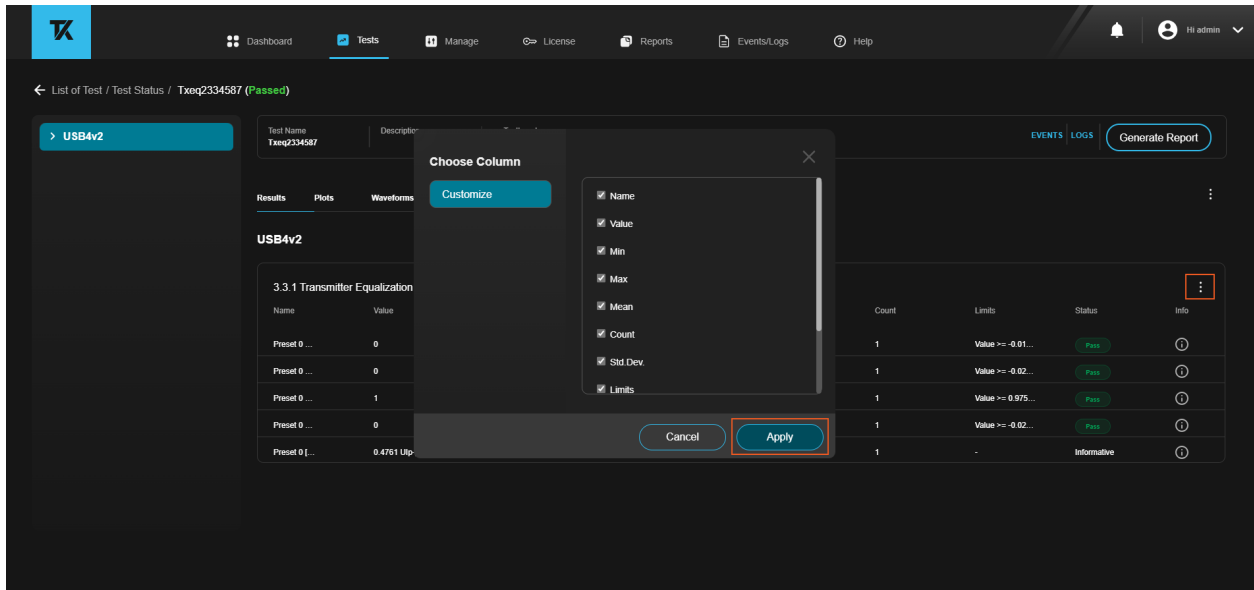 TK
Dashboard Tests Manage License Reports Events/Logs Help Hi admin
List of Test / Test Status / Txeq2334587 (Passed)
USB4v2
Test Name
Txeq2334587
EVENTS LOGS Generate Report
Choose Column
Customize
Name
Value
Min
Max
Mean
Count
Std.Dev.
Limits
Cancel Apply
Results Plots Waveforms
USB4v2
3.3.1 Transmitter Equalization
Name Value Count Limits Status Info
Preset 0 ... 0 1 Value >= -0.01... Pass
Preset 0 ... 0 1 Value >= -0.02... Pass
Preset 0 ... 1 1 Value >= 0.975... Pass
Preset 0 ... 0 1 Value >= -0.02... Pass
Preset 0 [... 0.4761 UIp- 1 - Informative